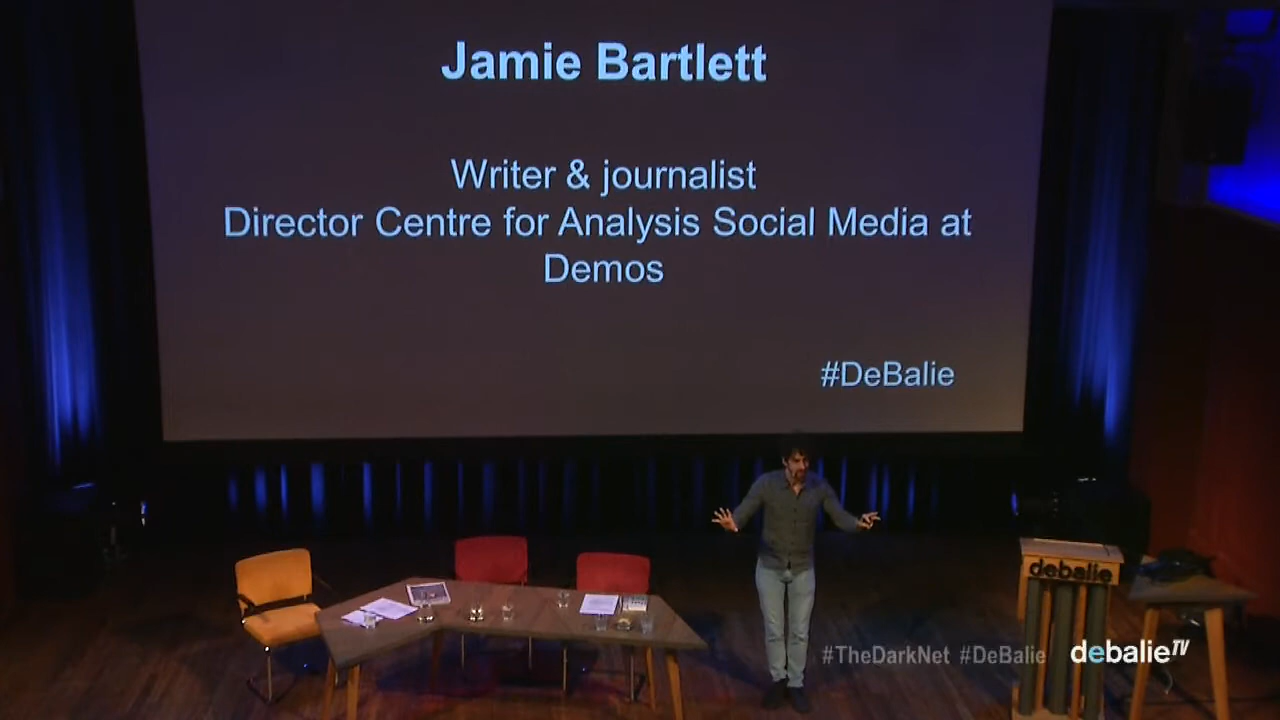 Jamie Bartlett
Writer & journalist
Director Centre for Analysis Social Media at
Demos
#DeBalie
debalie
#TheDarkNet #DeBalie
debalieTV